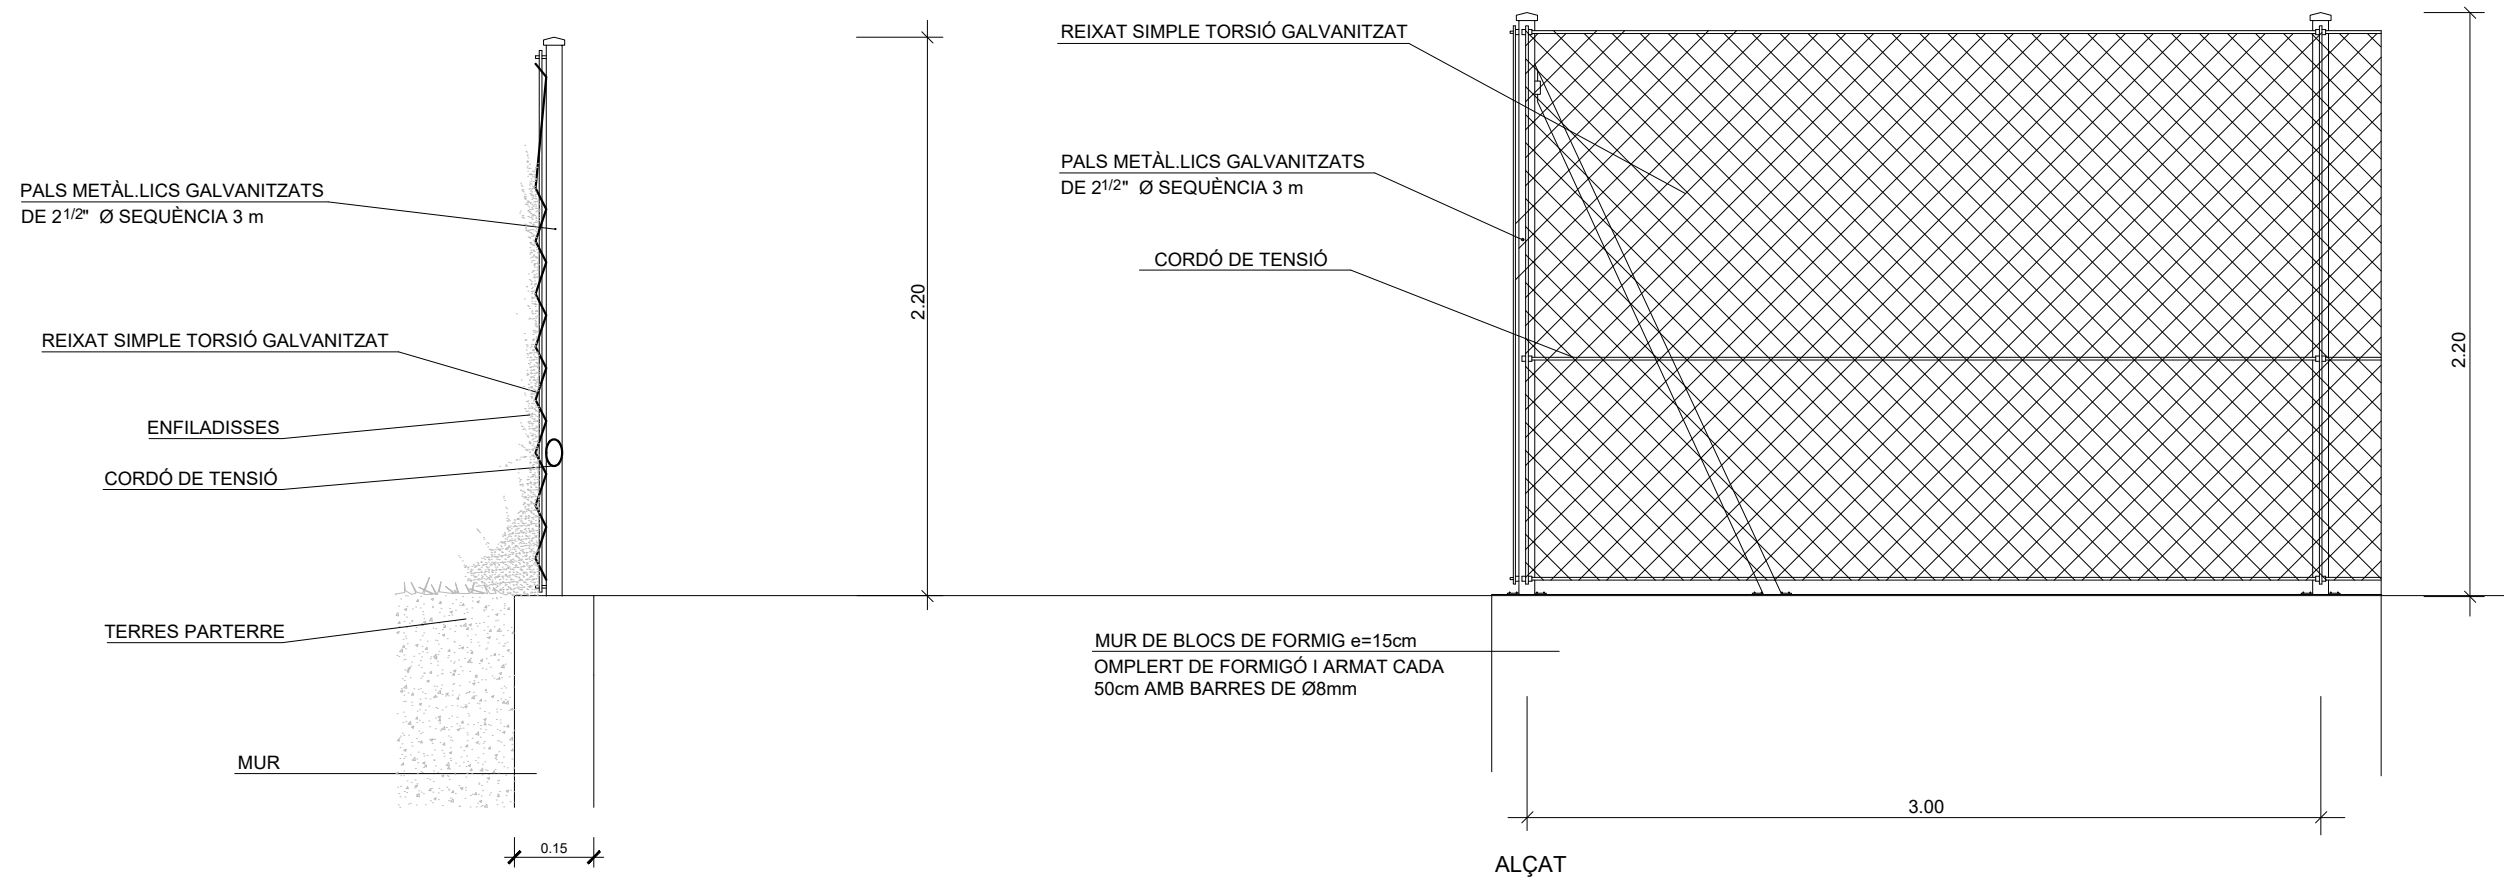 PALS METÀL.LICS GALVANITZATS
DE 2 1/2" Ø SEQUÈNCIA 3 m
REIXAT SIMPLE TORSIÓ GALVANITZAT
ENFILADISSES
CORDÓ DE TENSIÓ
TERRES PARTERRE
MUR
0.15
2.20
REIXAT SIMPLE TORSIÓ GALVANITZAT
PALS METÀL.LICS GALVANITZATS
DE 2 1/2" Ø SEQUÈNCIA 3 m
CORDÓ DE TENSIÓ
MUR DE BLOCS DE FORMIG e=15cm
OMPLERT DE FORMIGÓ I ARMAT CADA
50cm AMB BARRES DE Ø8mm
2.20
3.00
ALÇAT